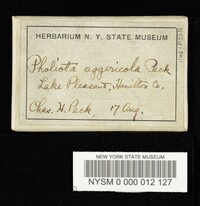 HERBARIUM N. Y. STATE MUSEUM
Pholiota aggericola Peck
Lake Pleasant, Hamilton Co.
Chas. H. Peck, 17 Aug.
NEW YORK STATE MUSEUM
NYSM 0 000 012 127